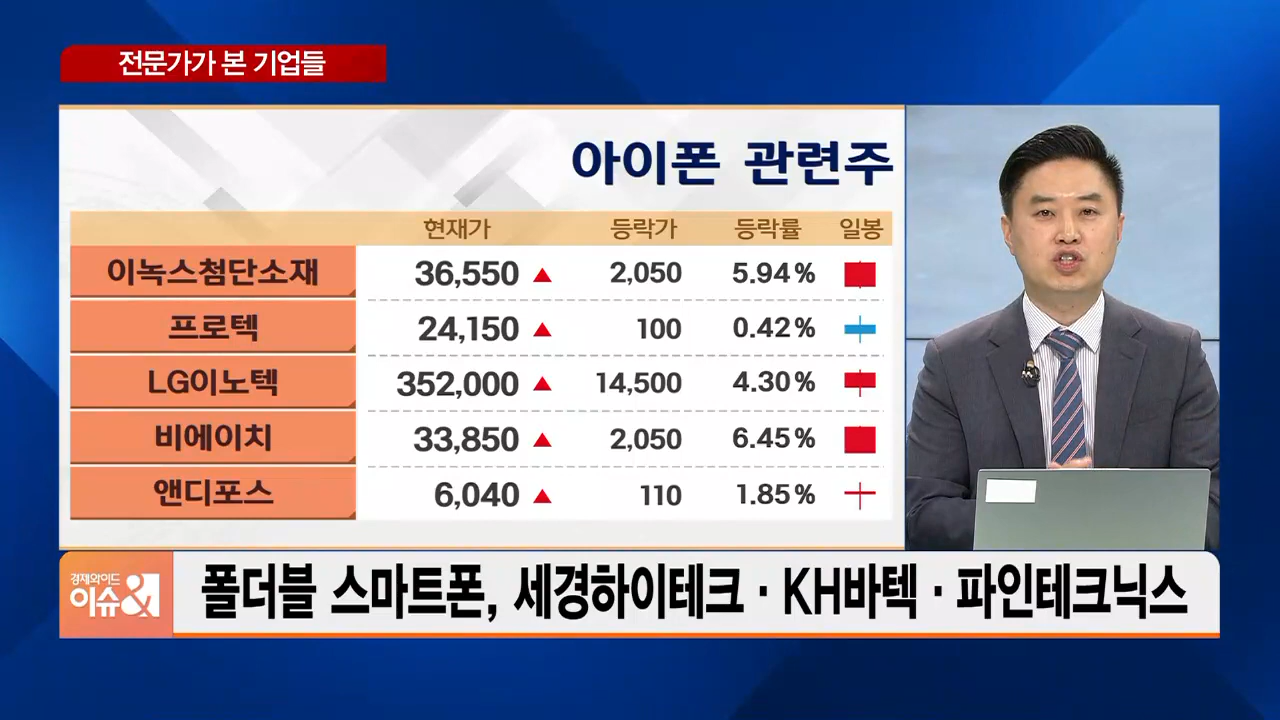 전문가가 본 기업들
아이폰 관련주
현재가 등락가 등락률 일봉
이녹스첨단소재 36,550 ▲ 2,050 5.94%
프로텍 24,150 ▲ 100 0.42%
LG이노텍 352,000 ▲ 14,500 4.30%
비에이치 33,850 ▲ 2,050 6.45%
앤디포스 6,040 ▲ 110 1.85%
경제와이드
이슈&
폴더블 스마트폰, 세경하이테크·KH바텍·파인테크닉스